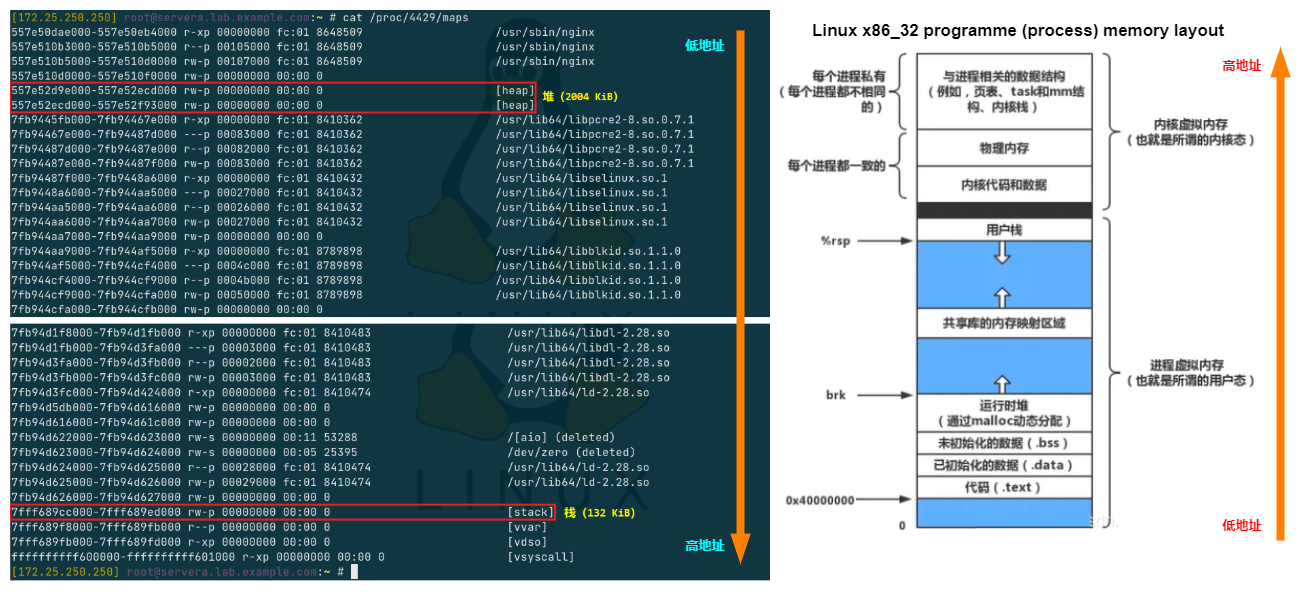 [172.25.250.250] root@servera.lab.example.com:~ # cat /proc/4429/maps
557e50dae000-557e50eb4000 r-xp 00000000 fc:01 8648509 /usr/sbin/nginx
557e510b3000-557e510b5000 r--p 00105000 fc:01 8648509 /usr/sbin/nginx
557e510b5000-557e510d0000 rw-p 00107000 fc:01 8648509 /usr/sbin/nginx
557e510d0000-557e510f0000 rw-p 00000000 00:00 0
557e52d9e000-557e52ecd000 rw-p 00000000 00:00 0 [heap]
557e52ecd000-557e52f93000 rw-p 00000000 00:00 0 [heap]
堆 (2004 KiB)
7fb9445fb000-7fb94467e000 r-xp 00000000 fc:01 8410362 /usr/lib64/libpcre2-8.so.0.7.1
7fb94467e000-7fb94487d000 ---p 00083000 fc:01 8410362 /usr/lib64/libpcre2-8.so.0.7.1
7fb94487d000-7fb94487e000 r--p 00082000 fc:01 8410362 /usr/lib64/libpcre2-8.so.0.7.1
7fb94487e000-7fb94487f000 rw-p 00083000 fc:01 8410362 /usr/lib64/libpcre2-8.so.0.7.1
7fb94487f000-7fb9448a6000 r-xp 00000000 fc:01 8410432 /usr/lib64/libselinux.so.1
7fb9448a6000-7fb944aa5000 ---p 00027000 fc:01 8410432 /usr/lib64/libselinux.so.1
7fb944aa5000-7fb944aa6000 r--p 00026000 fc:01 8410432 /usr/lib64/libselinux.so.1
7fb944aa6000-7fb944aa7000 rw-p 00027000 fc:01 8410432 /usr/lib64/libselinux.so.1
7fb944aa7000-7fb944aa9000 rw-p 00000000 00:00 0
7fb944aa9000-7fb944af5000 r-xp 00000000 fc:01 8789898 /usr/lib64/libblkid.so.1.1.0
7fb944af5000-7fb944cf4000 ---p 0004c000 fc:01 8789898 /usr/lib64/libblkid.so.1.1.0
7fb944cf4000-7fb944cf9000 r--p 0004b000 fc:01 8789898 /usr/lib64/libblkid.so.1.1.0
7fb944cf9000-7fb944cfa000 rw-p 00050000 fc:01 8789898 /usr/lib64/libblkid.so.1.1.0
7fb944cfa000-7fb944cfb000 rw-p 00000000 00:00 0
低地址
7fb94d1f8000-7fb94d1fb000 r-xp 00000000 fc:01 8410483 /usr/lib64/libdl-2.28.so
7fb94d1fb000-7fb94d3fa000 ---p 00003000 fc:01 8410483 /usr/lib64/libdl-2.28.so
7fb94d3fa000-7fb94d3fb000 r--p 00002000 fc:01 8410483 /usr/lib64/libdl-2.28.so
7fb94d3fb000-7fb94d3fc000 rw-p 00003000 fc:01 8410483 /usr/lib64/libdl-2.28.so
7fb94d3fc000-7fb94d424000 r-xp 00000000 fc:01 8410474 /usr/lib64/ld-2.28.so
7fb94d5db000-7fb94d616000 rw-p 00000000 00:00 0
7fb94d616000-7fb94d61c000 rw-p 00000000 00:00 0
7fb94d622000-7fb94d623000 rw-s 00000000 00:11 53288 /[aio] (deleted)
7fb94d623000-7fb94d624000 rw-s 00000000 00:05 25395 /dev/zero (deleted)
7fb94d624000-7fb94d625000 r--p 00028000 fc:01 8410474 /usr/lib64/ld-2.28.so
7fb94d625000-7fb94d626000 rw-p 00029000 fc:01 8410474 /usr/lib64/ld-2.28.so
7fb94d626000-7fb94d627000 rw-p 00000000 00:00 0
7fff689cc000-7fff689ed000 rw-p 00000000 00:00 0 [stack]
栈 (132 KiB)
7fff689f8000-7fff689fb000 r--p 00000000 00:00 0 [vvar]
7fff689fb000-7fff689fd000 r-xp 00000000 00:00 0 [vdso]
ffffffffff600000-ffffffffff601000 r-xp 00000000 00:00 0 [vsyscall]
[172.25.250.250] root@servera.lab.example.com:~ #
高地址
LINUX
Linux x86_32 programme (process) memory layout
高地址
每个进程私有
（每个进程都不相同
的）
与进程相关的数据结构
（例如，页表、task和mm结
构、内核栈）
物理内存
每个进程都一致的
内核代码和数据
内核虚拟内存
（也就是所谓的内核态）
用户栈
%rsp
共享库的内存映射区域
进程虚拟内存
（也就是所谓的用户态）
brk
运行时堆
（通过malloc动态分配）
未初始化的数据（.bss）
已初始化的数据（.data）
代码（.text）
0x40000000
0
低地址